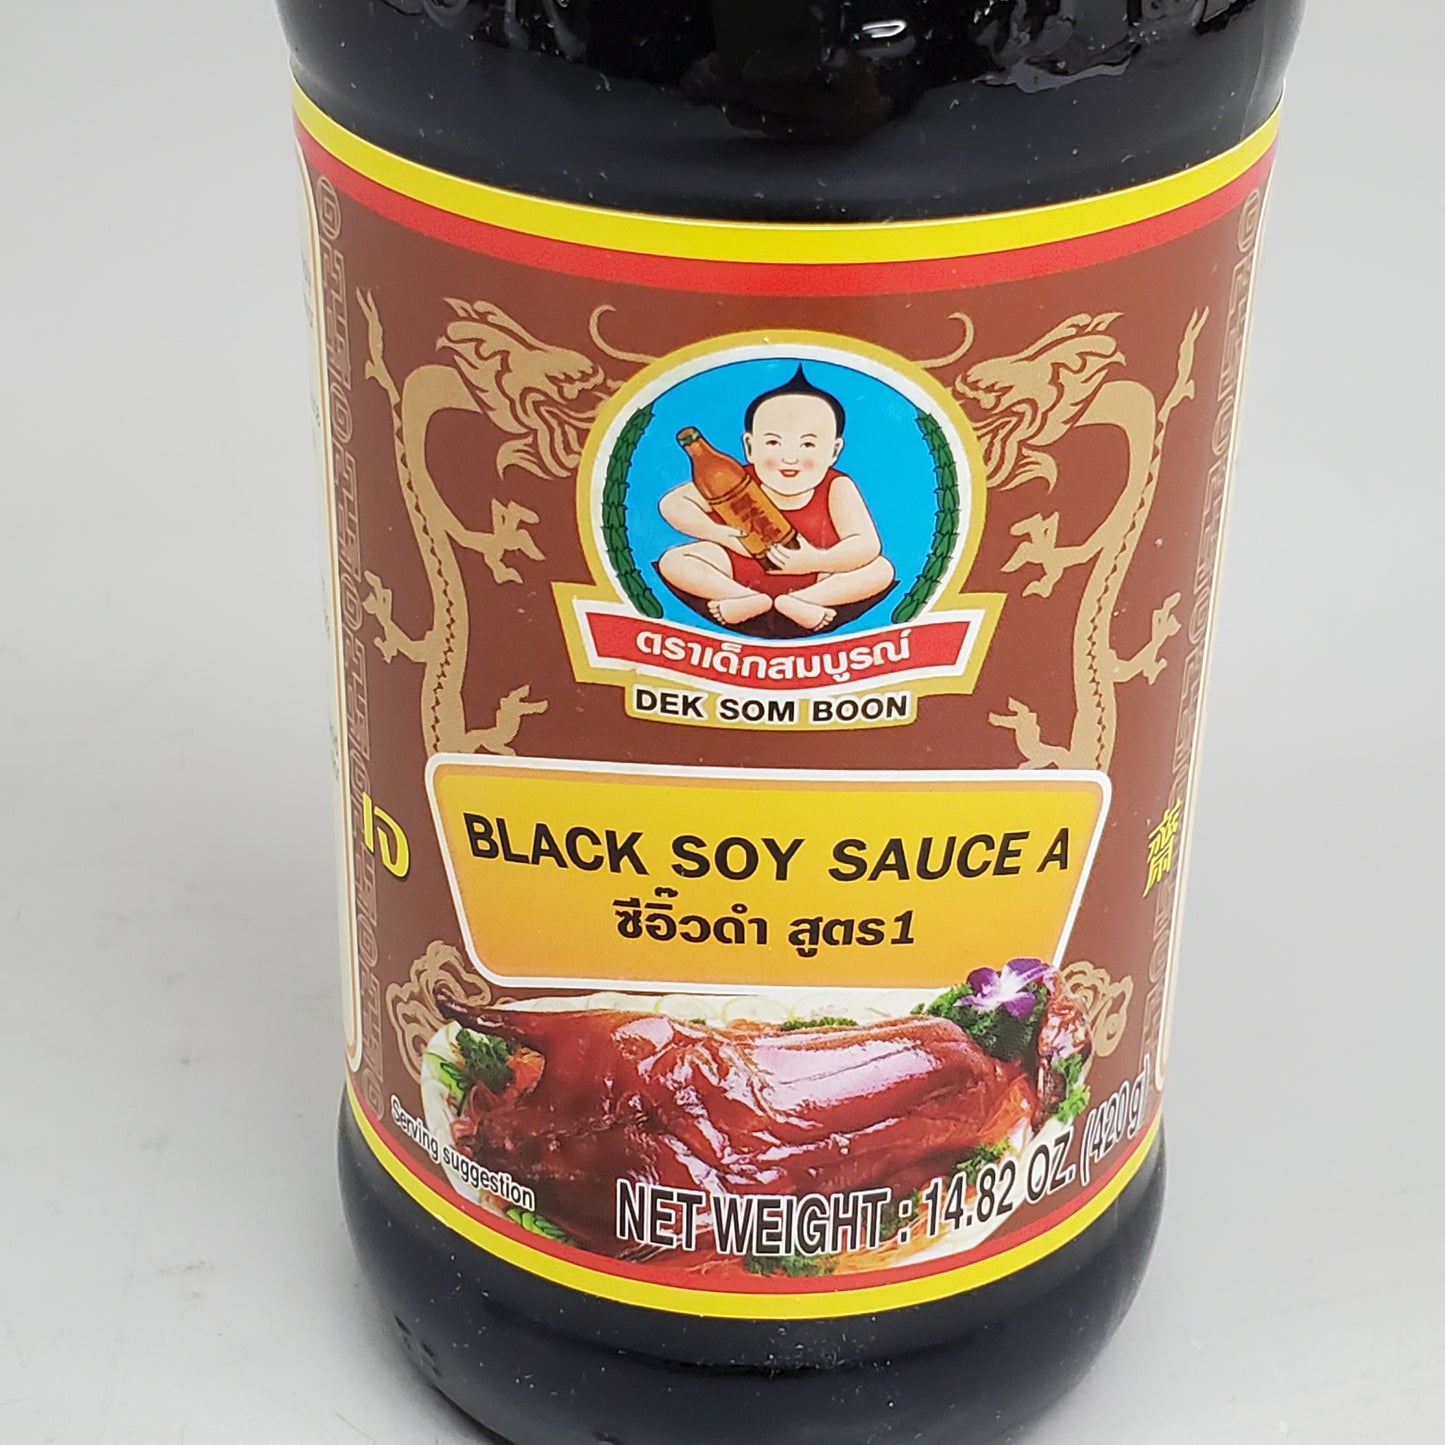 ตราเด็กสมบูรณ์
DEK SOM BOON
BLACK SOY SAUCE A
ซีอิ๊วดำ สูตร1
เจ
齋
Serving suggestion
NET WEIGHT : 14.82 OZ. (420 g)